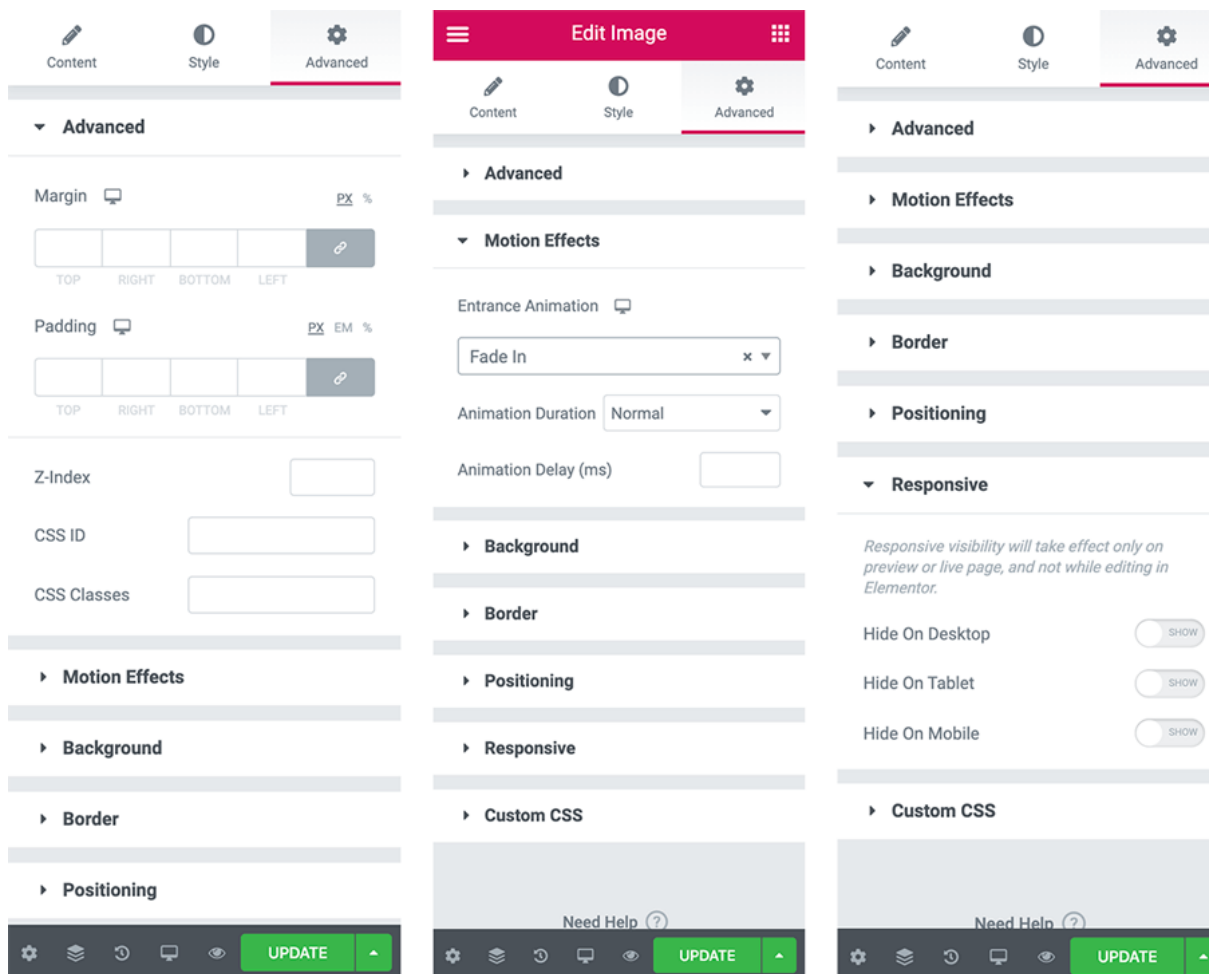 Content Style Advanced
Advanced
Margin PX %
TOP RIGHT BOTTOM LEFT
Padding PX EM %
TOP RIGHT BOTTOM LEFT
Z-Index
CSS ID
CSS Classes
Motion Effects
Background
Border
Positioning
UPDATE
Edit Image
Content Style Advanced
Advanced
Motion Effects
Entrance Animation
Fade In
Animation Duration Normal
Animation Delay (ms)
Background
Border
Positioning
Responsive
Custom CSS
Need Help ?
UPDATE
Content Style Advanced
Advanced
Motion Effects
Background
Border
Positioning
Responsive
Responsive visibility will take effect only on
preview or live page, and not while editing in
Elementor.
Hide On Desktop SHOW
Hide On Tablet SHOW
Hide On Mobile SHOW
Custom CSS
Need Help ?
UPDATE